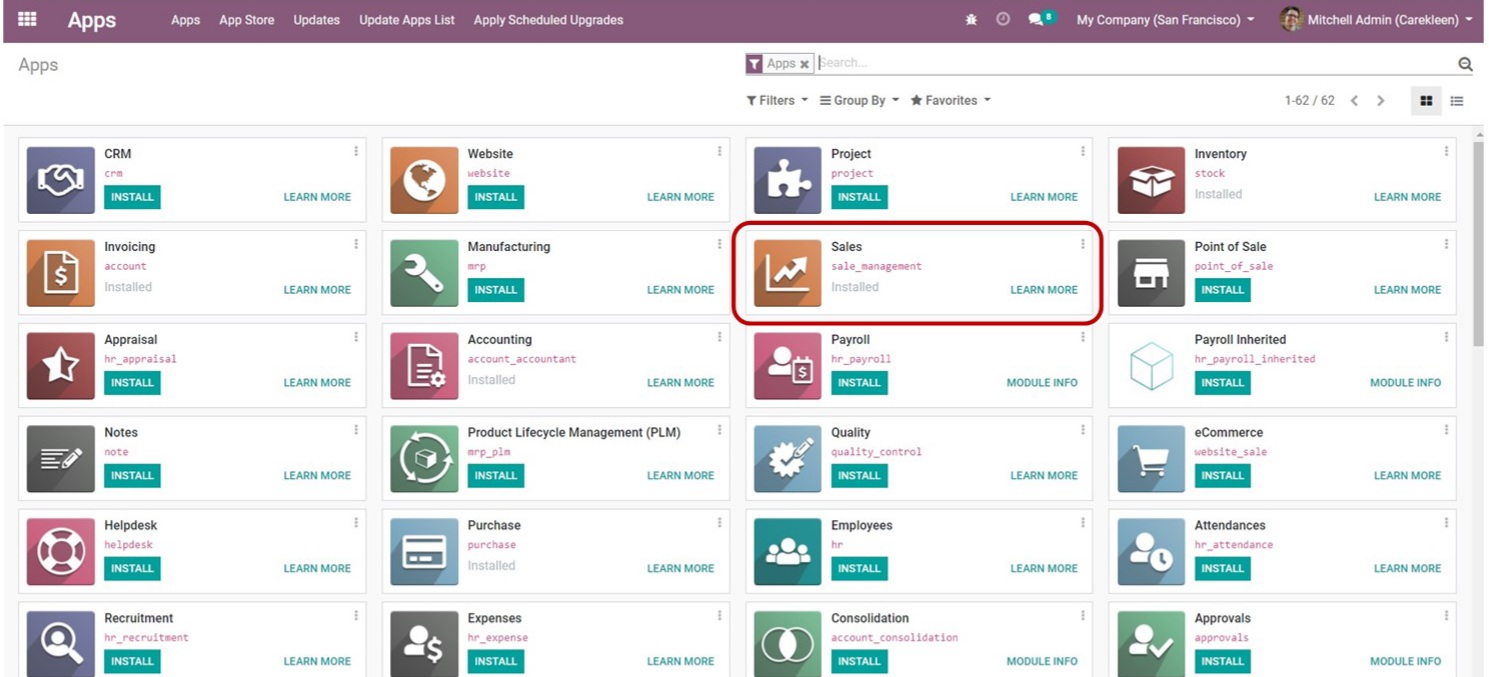 Apps Apps App Store Updates Update Apps List Apply Scheduled Upgrades 8 My Company (San Francisco) Mitchell Admin (Carekleen)
Apps Apps Search...
Filters Group By Favorites 1-62 / 62
CRM
crm
INSTALL LEARN MORE
Website
website
INSTALL LEARN MORE
Project
project
INSTALL LEARN MORE
Inventory
stock
Installed LEARN MORE
Invoicing
account
Installed LEARN MORE
Manufacturing
mrp
INSTALL LEARN MORE
Sales
sale_management
Installed LEARN MORE
Point of Sale
point_of_sale
INSTALL LEARN MORE
Appraisal
hr_appraisal
INSTALL LEARN MORE
Accounting
account_accountant
Installed LEARN MORE
Payroll
hr_payroll
INSTALL MODULE INFO
Payroll Inherited
hr_payroll_inherited
INSTALL MODULE INFO
Notes
note
INSTALL LEARN MORE
Product Lifecycle Management (PLM)
mrp_plm
INSTALL LEARN MORE
Quality
quality_control
INSTALL LEARN MORE
eCommerce
website_sale
INSTALL LEARN MORE
Helpdesk
helpdesk
INSTALL LEARN MORE
Purchase
purchase
Installed LEARN MORE
Employees
hr
INSTALL LEARN MORE
Attendances
hr_attendance
INSTALL LEARN MORE
Recruitment
hr_recruitment
INSTALL LEARN MORE
Expenses
hr_expense
INSTALL LEARN MORE
Consolidation
account_consolidation
INSTALL MODULE INFO
Approvals
approvals
INSTALL MODULE INFO